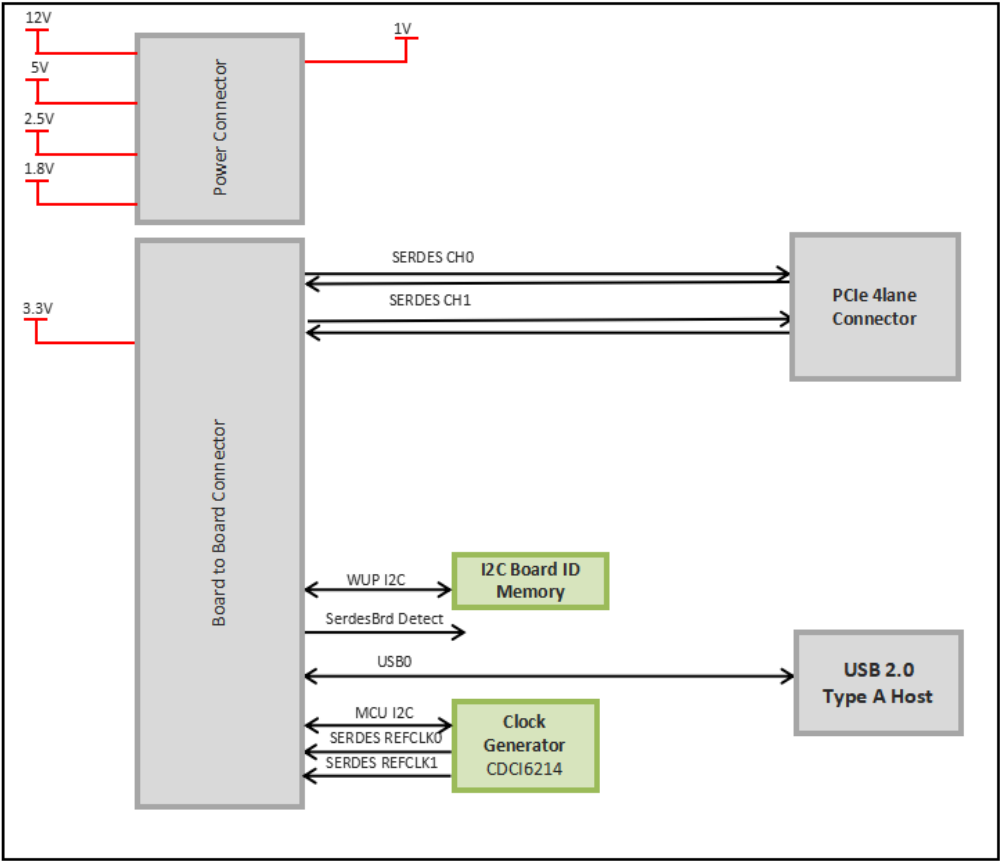 12V
1V
5V
2.5V
1.8V
Power Connector
SERDES CH0
SERDES CH1
PCIe 4lane
Connector
3.3V
Board to Board Connector
WUP I2C
I2C Board ID
Memory
SerdesBrd Detect
USB0
USB 2.0
Type A Host
MCU I2C
SERDES REFCLK0
SERDES REFCLK1
Clock
Generator
CDCI6214